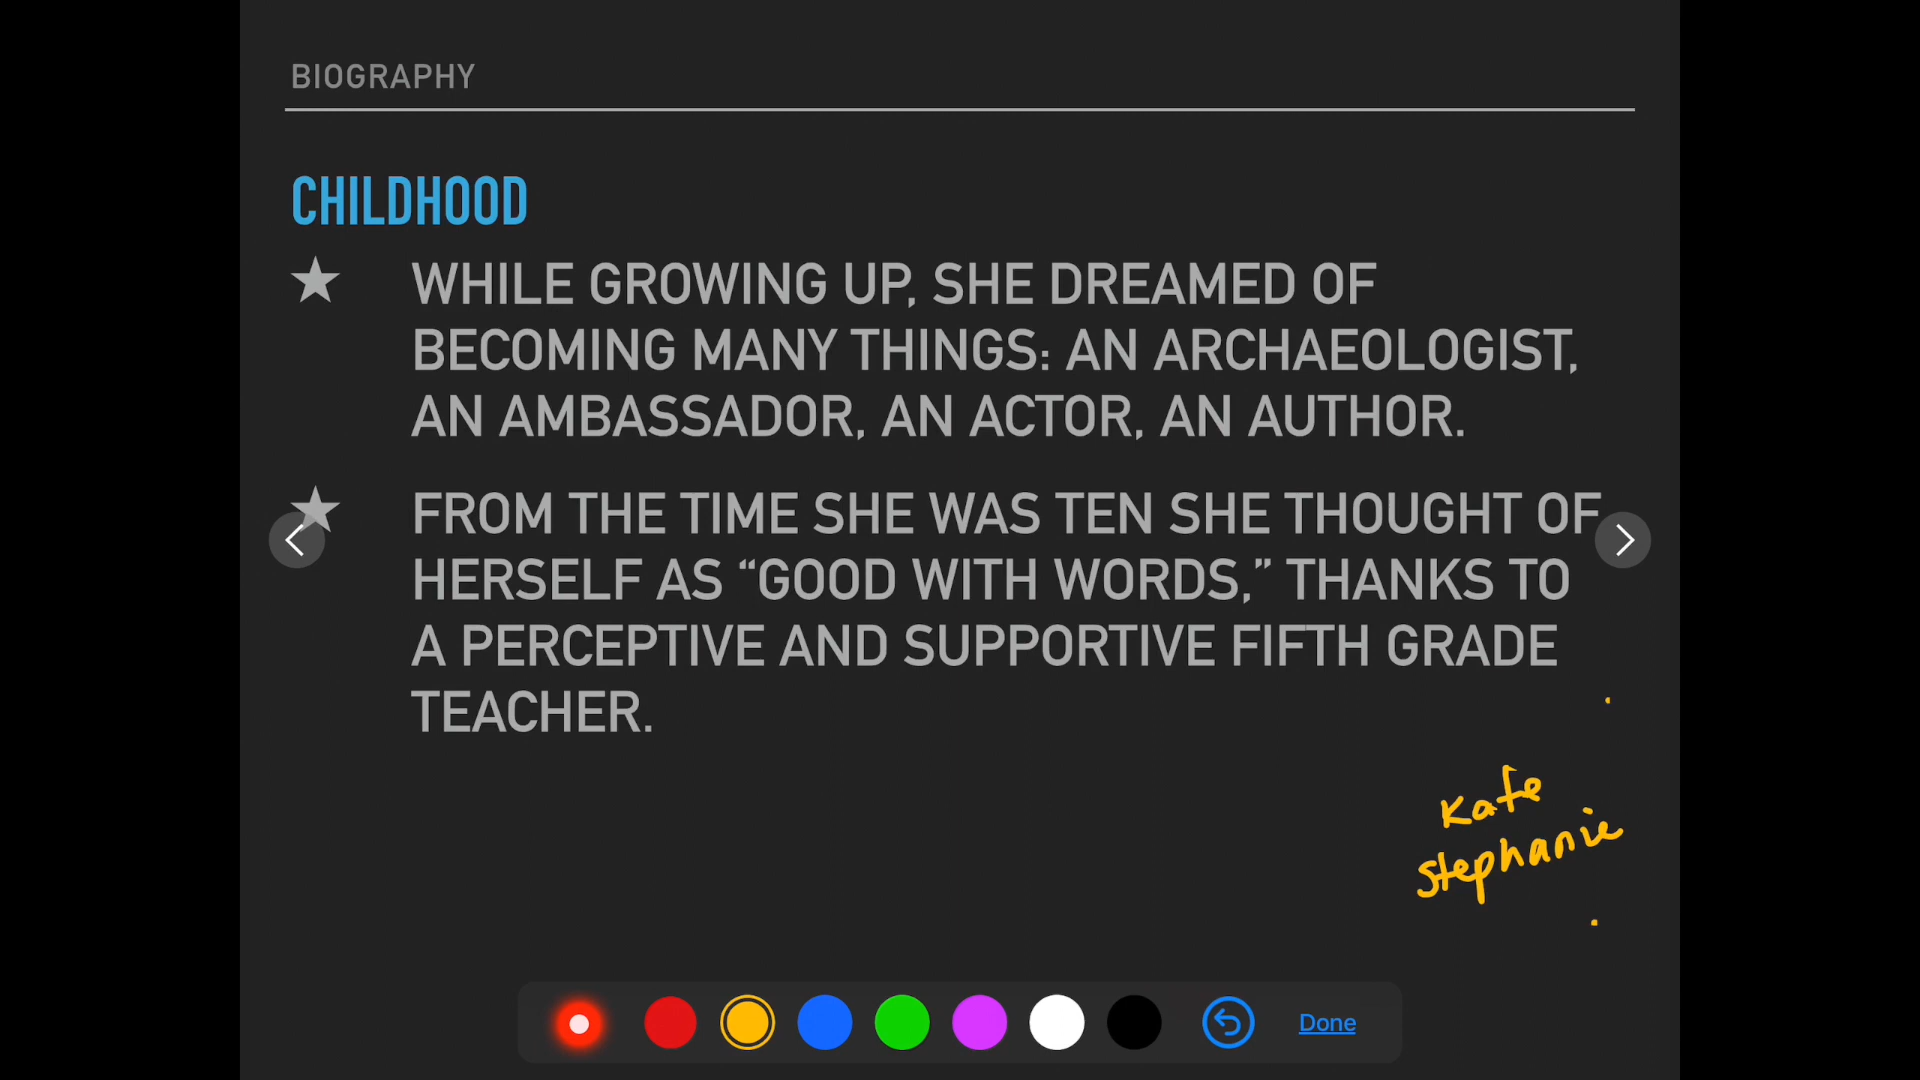 BIOGRAPHY
CHILDHOOD
★ WHILE GROWING UP, SHE DREAMED OF
BECOMING MANY THINGS: AN ARCHAEOLOGIST,
AN AMBASSADOR, AN ACTOR, AN AUTHOR.
★ FROM THE TIME SHE WAS TEN SHE THOUGHT OF
HERSELF AS “GOOD WITH WORDS,” THANKS TO
A PERCEPTIVE AND SUPPORTIVE FIFTH GRADE
TEACHER.
Kate
Stephanie
Done